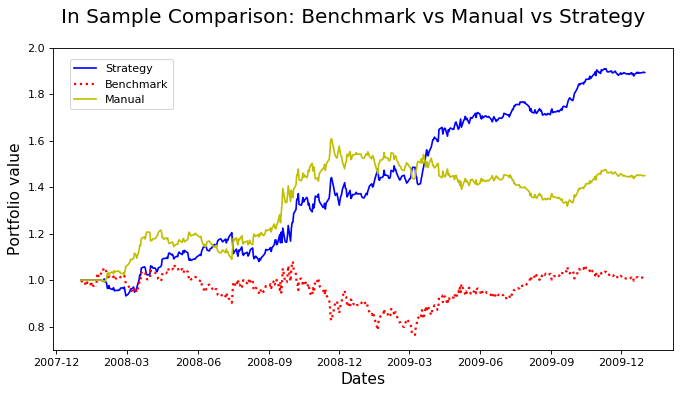 In Sample Comparison: Benchmark vs Manual vs Strategy
2.0
1.8
1.6
1.4
1.2
1.0
0.8
Portfolio value
Strategy
Benchmark
Manual
2007-12 2008-03 2008-06 2008-09 2008-12 2009-03 2009-06 2009-09 2009-12
Dates